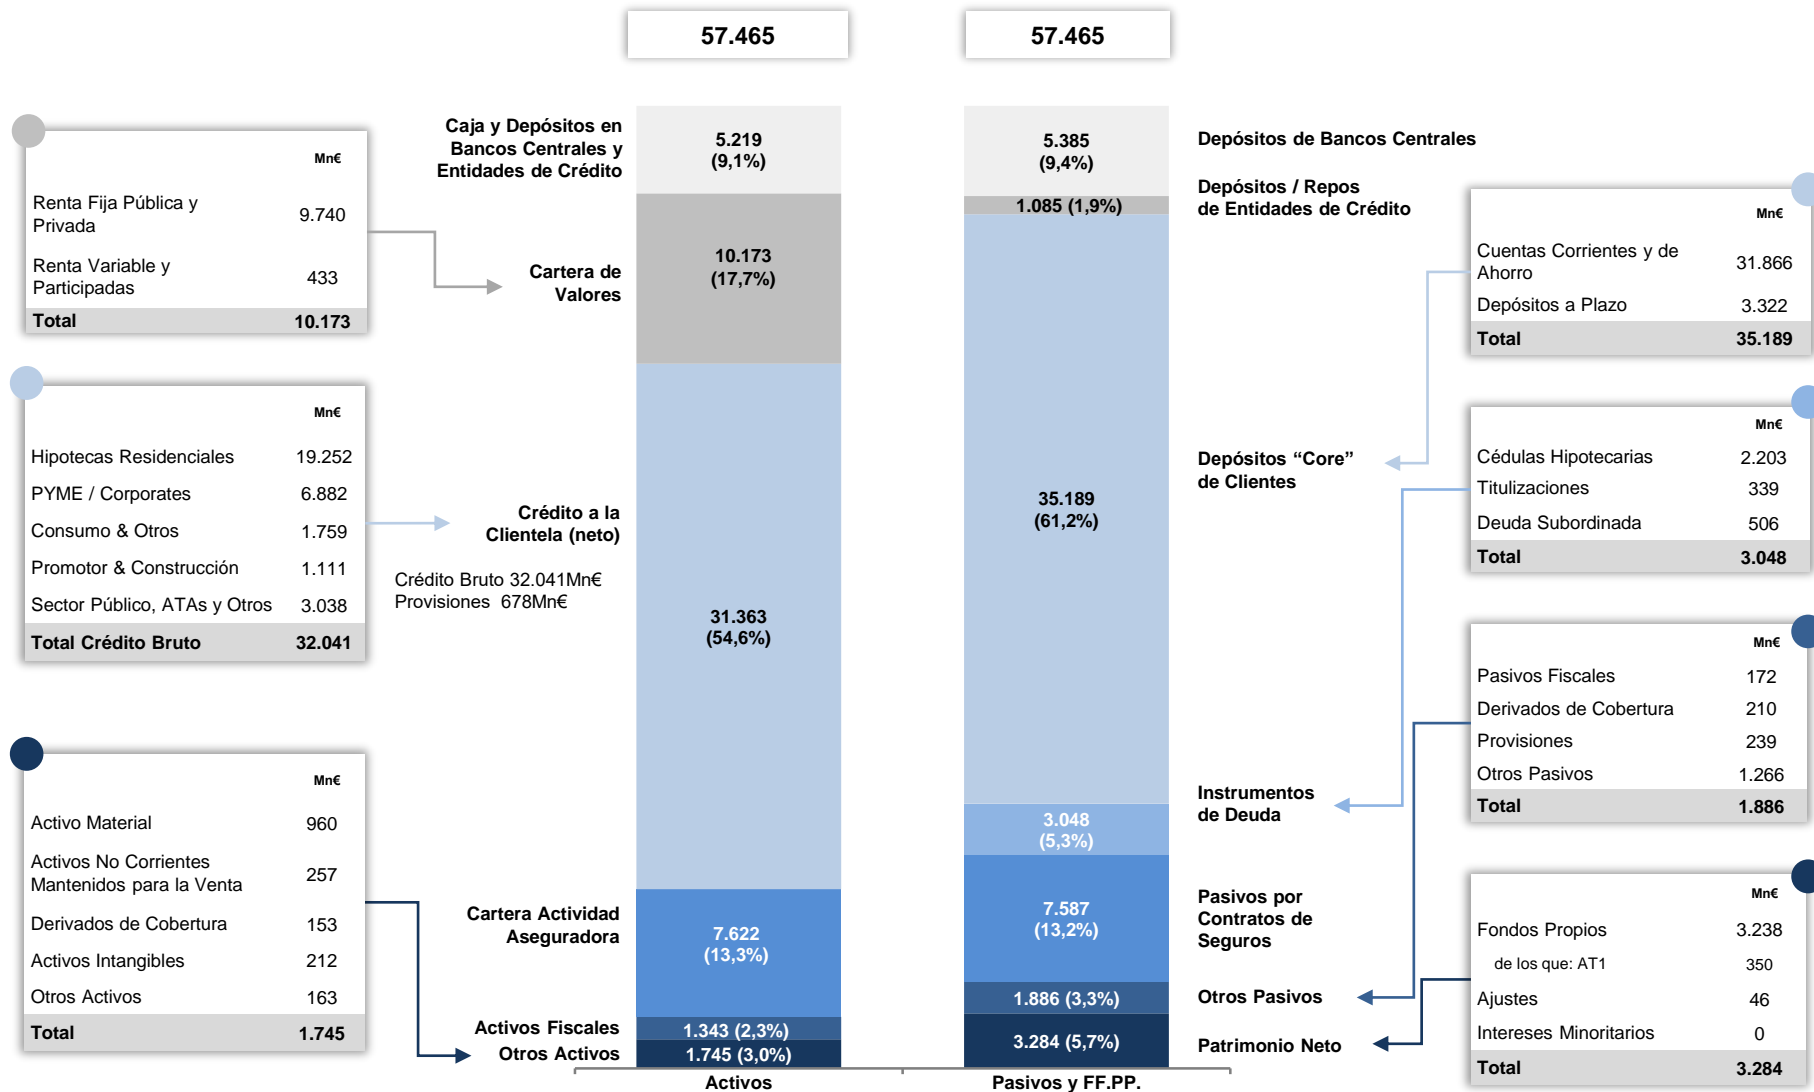 57.465
57.465
Mn€
Renta Fija Pública y
Privada
9.740
Renta Variable y
Participadas
433
Total 10.173
Mn€
Hipotecas Residenciales 19.252
PYME / Corporates 6.882
Consumo & Otros 1.759
Promotor & Construcción 1.111
Sector Público, ATAs y Otros 3.038
Total Crédito Bruto 32.041
Mn€
Activo Material 960
Activos No Corrientes
Mantenidos para la Venta
257
Derivados de Cobertura 153
Activos Intangibles 212
Otros Activos 163
Total 1.745
Caja y Depósitos en
Bancos Centrales y
Entidades de Crédito
Cartera de
Valores
Crédito a la
Clientela (neto)
Crédito Bruto 32.041Mn€
Provisiones 678Mn€
Cartera Actividad
Aseguradora
Activos Fiscales
Otros Activos
5.219
(9,1%)
10.173
(17,7%)
31.363
(54,6%)
7.622
(13,3%)
1.343 (2,3%)
1.745 (3,0%)
Activos
5.385
(9,4%)
1.085 (1,9%)
35.189
(61,2%)
3.048
(5,3%)
7.587
(13,2%)
1.886 (3,3%)
3.284 (5,7%)
Pasivos y FF.PP.
Depósitos de Bancos Centrales
Depósitos / Repos
de Entidades de Crédito
Depósitos “Core”
de Clientes
Instrumentos
de Deuda
Pasivos por
Contratos de
Seguros
Otros Pasivos
Patrimonio Neto
Mn€
Cuentas Corrientes y de
Ahorro
31.866
Depósitos a Plazo 3.322
Total 35.189
Mn€
Cédulas Hipotecarias 2.203
Titulizaciones 339
Deuda Subordinada 506
Total 3.048
Mn€
Pasivos Fiscales 172
Derivados de Cobertura 210
Provisiones 239
Otros Pasivos 1.266
Total 1.886
Mn€
Fondos Propios 3.238
de los que: AT1 350
Ajustes 46
Intereses Minoritarios 0
Total 3.284